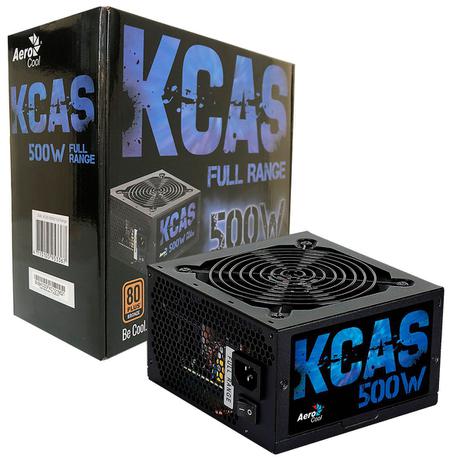 Aero
Cool
KCAS
500W FULL
RANGE
KCAS
FULL RANGE
500W
KCAS
80
PLUS
BRONZE
Be Cool.
FULL RANGE
KCAS
500W
Aero
Cool